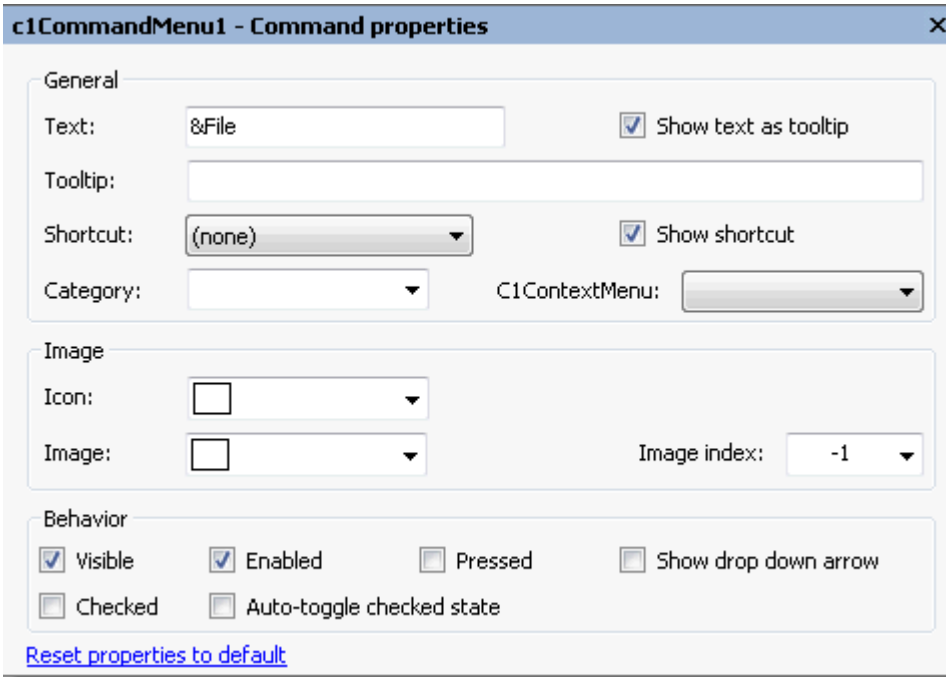 c1CommandMenu1 - Command properties
General
Text: &File Show text as tooltip
Tooltip:
Shortcut: (none) Show shortcut
Category: C1ContextMenu:
Image
Icon:
Image: Image index: -1
Behavior
Visible Enabled Pressed Show drop down arrow
Checked Auto-toggle checked state
Reset properties to default